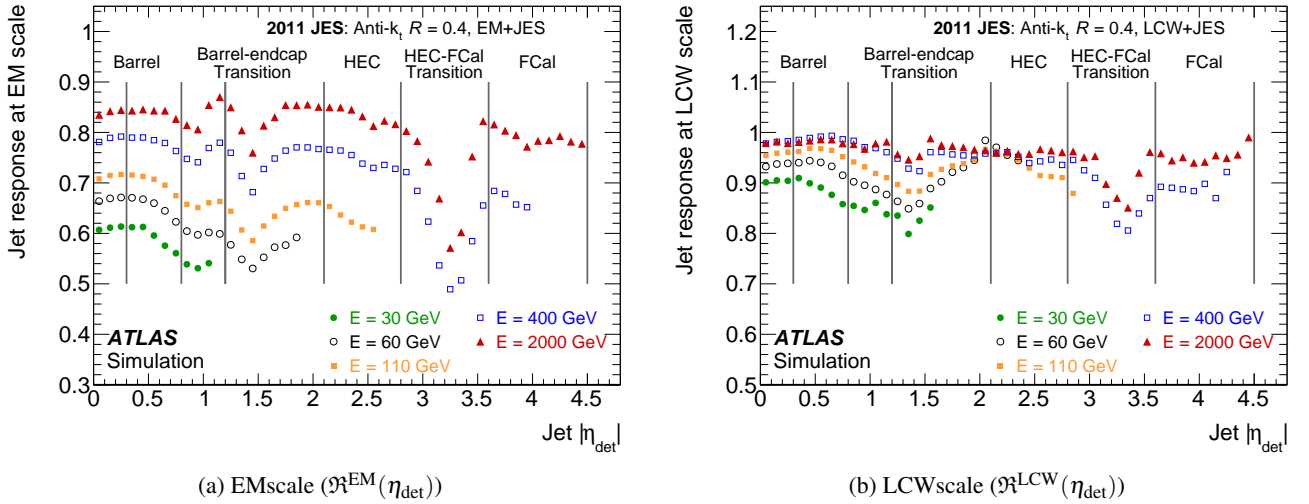 Jet response at EM scale
1
0.9
0.8
0.7
0.6
0.5
0.4
0.3
2011 JES: Anti-kt R = 0.4, EM+JES
Barrel
Barrel-endcap
Transition
HEC
HEC-FCal
Transition
FCal
ATLAS
Simulation
E = 30 GeV
E = 60 GeV
E = 110 GeV
E = 400 GeV
E = 2000 GeV
0 0.5 1 1.5 2 2.5 3 3.5 4 4.5
Jet |ηdet|
(a) EMscale (ℜEM(ηdet))
Jet response at LCW scale
1.2
1.1
1
0.9
0.8
0.7
0.6
0.5
2011 JES: Anti-kt R = 0.4, LCW+JES
Barrel
Barrel-endcap
Transition
HEC
HEC-FCal
Transition
FCal
ATLAS
Simulation
E = 30 GeV
E = 60 GeV
E = 110 GeV
E = 400 GeV
E = 2000 GeV
0 0.5 1 1.5 2 2.5 3 3.5 4 4.5
Jet |ηdet|
(b) LCWscale (ℜLCW(ηdet))